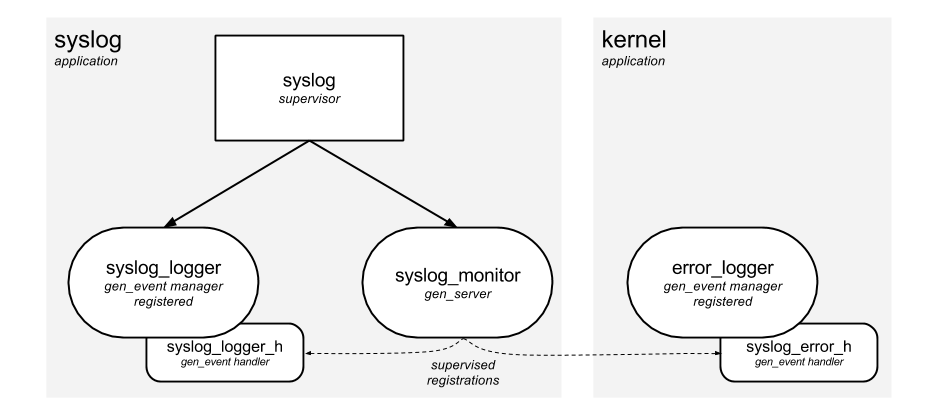 syslog
application
syslog
supervisor
syslog_logger
gen_event manager
registered
syslog_logger_h
gen_event handler
syslog_monitor
gen_server
supervised
registrations
kernel
application
error_logger
gen_event manager
registered
syslog_error_h
gen_event handler